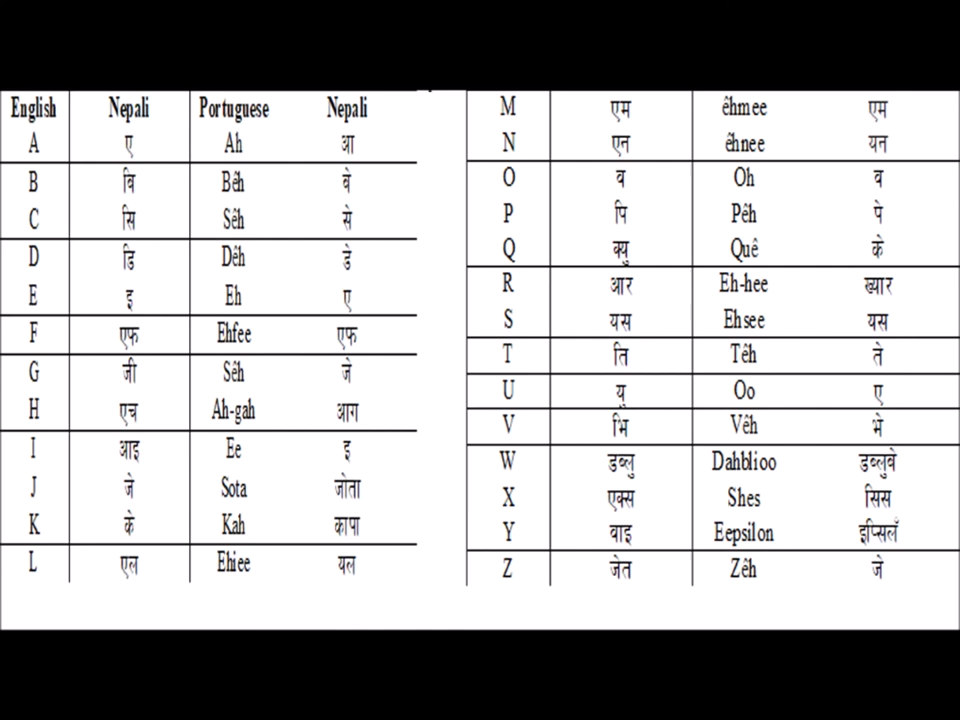 English Nepali Portuguese Nepali
A ए Ah आ
B बि Bêh बे
C सि Sêh से
D डि Dêh डे
E इ Eh ए
F एफ Ehfee एफ
G जी Sêh जे
H एच Ah-gah आग
I आइ Ee इ
J जे Sota जोता
K के Kah कापा
L एल Ehiee यल
M एम êhmee एम
N एन êhnee यन
O व Oh व
P पि Pêh पे
Q क्यु Quê के
R आर Eh-hee ख्यार
S यस Ehsee यस
T ति Têh ते
U यु Oo ए
V भि Vêh भे
W डब्लु Dahblioo डब्लुबे
X एक्स Shes सिस
Y वाइ Eepsilon इप्सिलँ
Z जेत Zêh जे